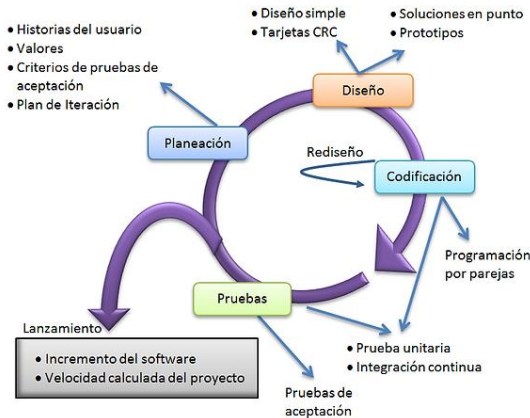 • Historias del usuario
• Valores
• Criterios de pruebas de
aceptación
• Plan de Iteración
• Diseño simple
• Tarjetas CRC
• Soluciones en punto
• Prototipos
Diseño
Planeación
Rediseño
Codificación
Programación
por parejas
Pruebas
Lanzamiento
• Incremento del software
• Velocidad calculada del proyecto
• Prueba unitaria
• Integración continua
Pruebas de
aceptación